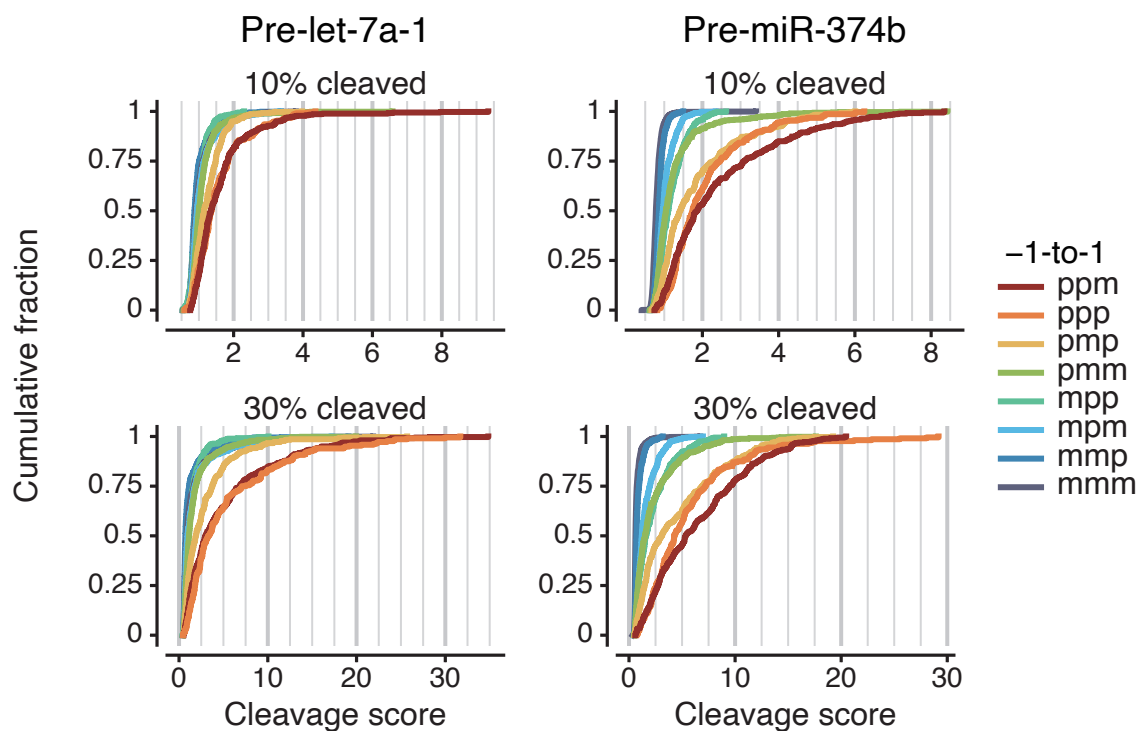 Pre-let-7a-1
Pre-miR-374b
10% cleaved
10% cleaved
1
0.75
0.5
0.25
0
2
4
6
8
1
0.75
0.5
0.25
0
2
4
6
8
Cumulative fraction
30% cleaved
30% cleaved
1
0.75
0.5
0.25
0
0
10
20
30
1
0.75
0.5
0.25
0
0
10
20
30
Cleavage score
Cleavage score
−1-to-1
ppm
ppp
pmp
pmm
mpp
mpm
mmp
mmm